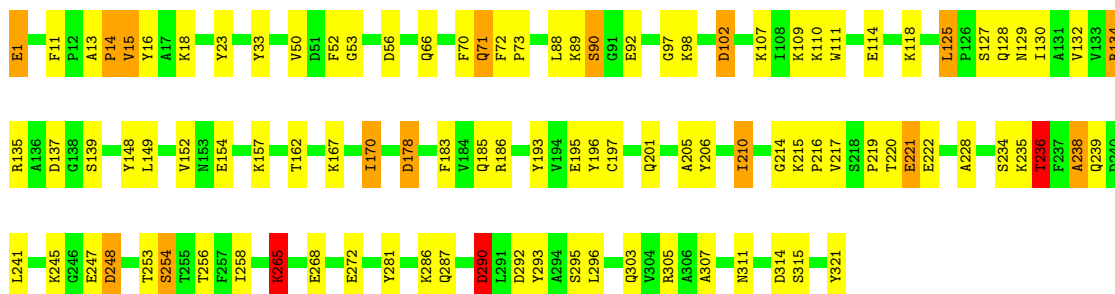 E1 F11 P12 A13 P14 V15 Y16 A17 K18 Y23 Y33 V50 D51 F52 G53 D56 Q66 F70 Q71 F72 P73 L88 K89 S90 G91 E92 G97 K98 D102 K107 I108 K109 K110 W111 E114 K118 L125 P126 S127 Q128 N129 I130 A131 V132 V133
R135 A136 D137 G138 S139 Y148 L149 V152 N153 E154 K157 T162 K167 I170 D178 F183 V184 Q185 R186 Y193 V194 E195 Y196 C197 Q201 A205 Y206 I210 G214 K215 P216 V217 S218 P219 T220 E221 E222 A228 S234 K235 T236 F237 A238 Q239
L241 K245 G246 E247 D248 T253 S254 T255 T256 F257 I258 K265 E268 E272 Y281 K286 Q287 D290 L291 D292 Y293 A294 S295 L296 Q303 V304 R305 A366 A307 N311 D314 S315 Y321